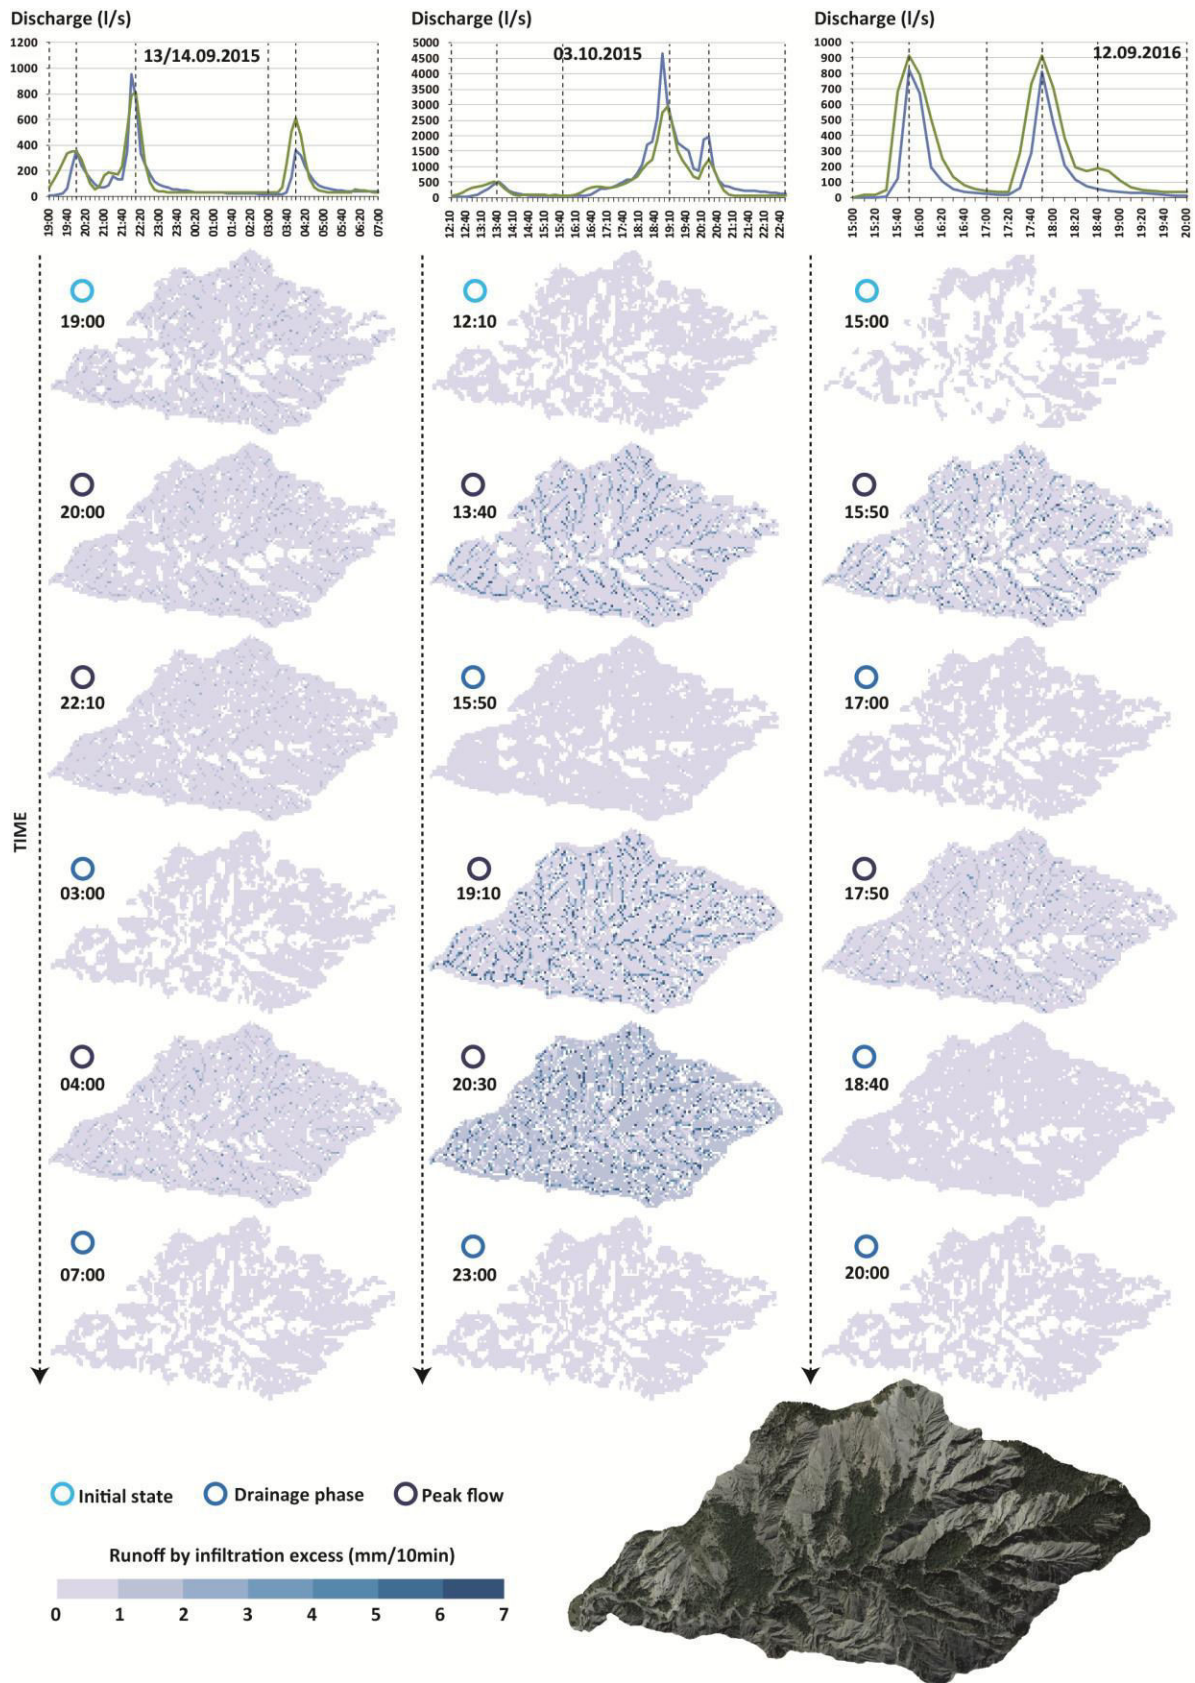 Discharge (l/s) Discharge (l/s) Discharge (l/s)
13/14.09.2015 03.10.2015 12.09.2016
1200
1000
800
600
400
200
0
19:00 19:40 20:20 21:00 21:40 22:20 23:00 23:40 00:20 01:00 01:40 02:20 03:00 03:40 04:20 05:00 05:40 06:20 07:00
5000
4500
4000
3500
3000
2500
2000
1500
1000
500
0
12:10 12:40 13:10 13:40 14:10 14:40 15:10 15:40 16:10 16:40 17:10 17:40 18:10 18:40 19:10 19:40 20:10 20:40 21:10 21:40 22:10 22:40
1000
900
800
700
600
500
400
300
200
100
0
15:00 15:20 15:40 16:00 16:20 16:40 17:00 17:20 17:40 18:00 18:20 18:40 19:00 19:20 19:40 20:00
19:00 12:10 15:00
20:00 13:40 15:50
22:10 15:50 17:00
TIME
03:00 19:10 17:50
04:00 20:30 18:40
07:00 23:00 20:00
Initial state Drainage phase Peak flow
Runoff by infiltration excess (mm/10min)
0 1 2 3 4 5 6 7